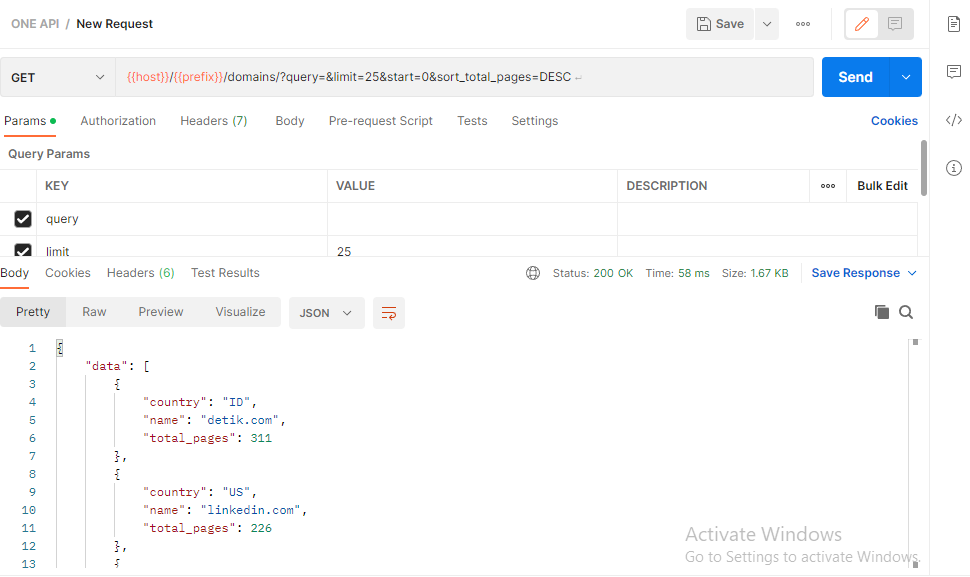 ONE API / New Request
Save
GET
{{host}}/{{prefix}}/domains/?query=&limit=25&start=0&sort_total_pages=DESC
Send
Params Authorization Headers (7) Body Pre-request Script Tests Settings Cookies
Query Params
KEY VALUE DESCRIPTION Bulk Edit
query
limit 25
Body Cookies Headers (6) Test Results Status: 200 OK Time: 58 ms Size: 1.67 KB Save Response
Pretty Raw Preview Visualize JSON
1 {
2 "data": [
3 {
4 "country": "ID",
5 "name": "detik.com",
6 "total_pages": 311
7 },
8 {
9 "country": "US",
10 "name": "linkedin.com",
11 "total_pages": 226
12 },
13 {
Activate Windows
Go to Settings to activate Windows.